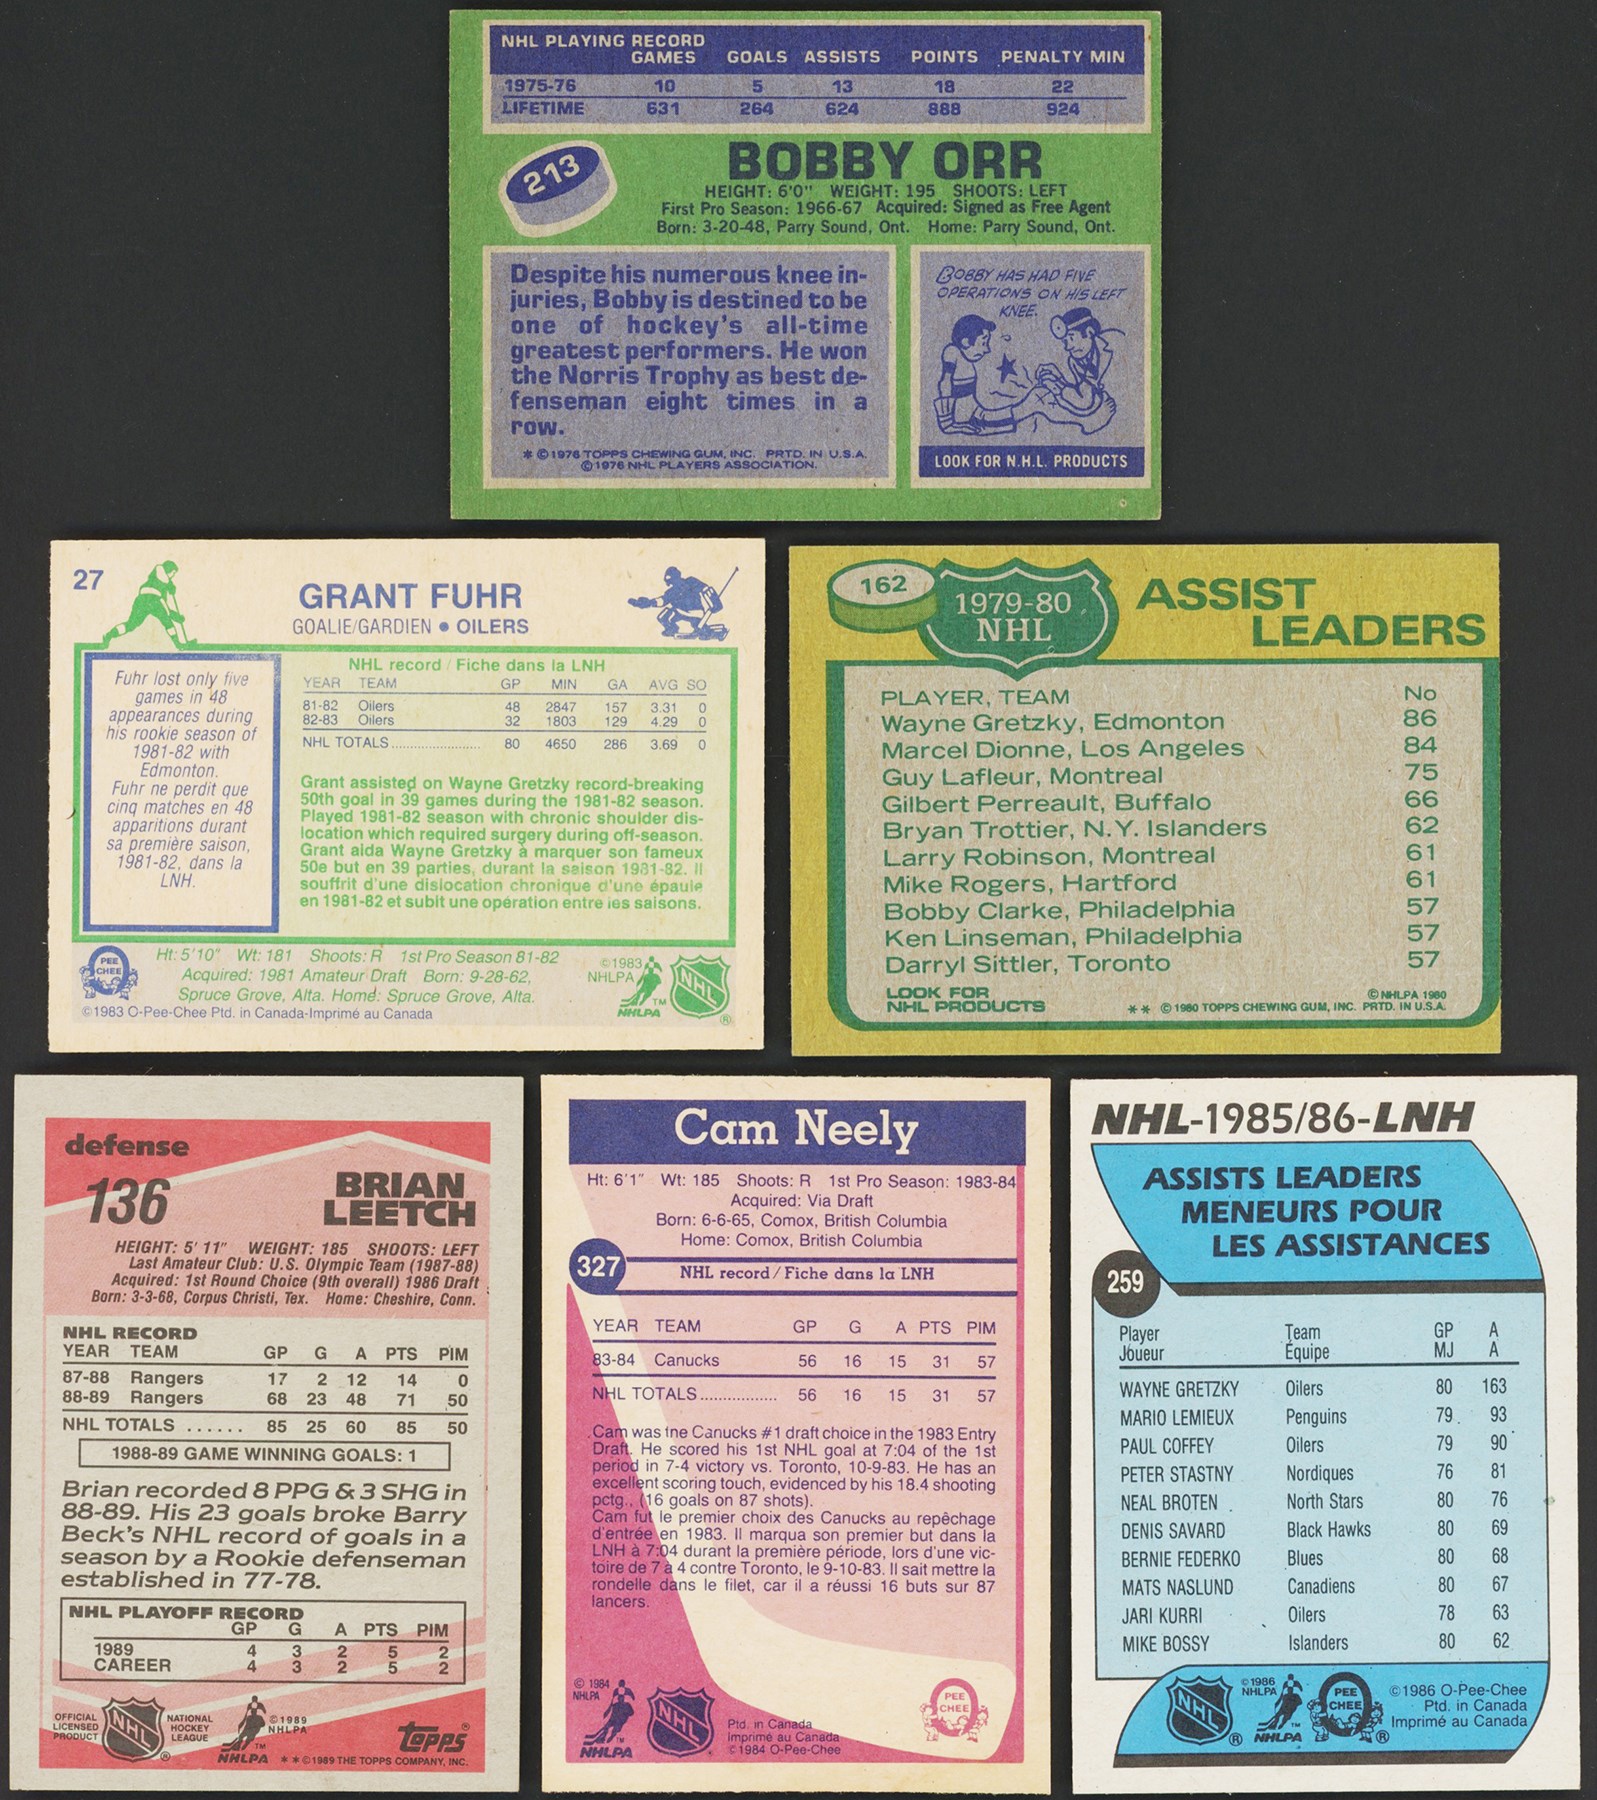 NHL PLAYING RECORD
GAMES GOALS ASSISTS POINTS PENALTY MIN
1975-76 10 5 13 18 22
LIFETIME 631 264 624 888 924
213
BOBBY ORR
HEIGHT: 6'0" WEIGHT: 195 SHOOTS: LEFT
First Pro Season: 1966-67 Acquired: Signed as Free Agent
Born: 3-20-48, Parry Sound, Ont. Home: Parry Sound, Ont.
Despite his numerous knee in-
juries, Bobby is destined to be
one of hockey's all-time
greatest performers. He won
the Norris Trophy as best de-
fenseman eight times in a
row.
* © 1976 TOPPS CHEWING GUM, INC. PRTD. IN U.S.A.
© 1976 NHL PLAYERS ASSOCIATION.
BOBBY HAS HAD FIVE
OPERATIONS ON HIS LEFT
KNEE.
LOOK FOR N.H.L. PRODUCTS
27
GRANT FUHR
GOALIE/GARDIEN • OILERS
Fuhr lost only five
games in 48
appearances during
his rookie season of
1981-82 with
Edmonton.
Fuhr ne perdit que
cinq matches en 48
apparitions durant
sa première saison,
1981-82, dans la
LNH.
NHL record / Fiche dans la LNH
YEAR TEAM GP MIN GA AVG SO
81-82 Oilers 48 2847 157 3.31 0
82-83 Oilers 32 1803 129 4.29 0
NHL TOTALS........................ 80 4650 286 3.69 0
Grant assisted on Wayne Gretzky record-breaking
50th goal in 39 games during the 1981-82 season.
Played 1981-82 season with chronic shoulder dis-
location which required surgery during off-season.
Grant aida Wayne Gretzky à marquer son fameux
50e but en 39 parties, durant la saison 1981-82. Il
souffrit d'une dislocation chronique d'une épaule
en 1981-82 et subit une opération entre les saisons.
PEE
CHEE
Ht: 5'10" Wt: 181 Shoots: R 1st Pro Season 81-82
Acquired: 1981 Amateur Draft Born: 9-28-62,
Spruce Grove, Alta. Home: Spruce Grove, Alta.
©1983 O-Pee-Chee Ptd. in Canada-Imprimé au Canada
©1983
NHLPA
TM
NHLPA
NHL
®
162
1979-80
NHL
ASSIST
LEADERS
PLAYER, TEAM No
Wayne Gretzky, Edmonton 86
Marcel Dionne, Los Angeles 84
Guy Lafleur, Montreal 75
Gilbert Perreault, Buffalo 66
Bryan Trottier, N.Y. Islanders 62
Larry Robinson, Montreal 61
Mike Rogers, Hartford 61
Bobby Clarke, Philadelphia 57
Ken Linseman, Philadelphia 57
Darryl Sittler, Toronto 57
LOOK FOR
NHL PRODUCTS
© NHLPA 1980
** © 1980 TOPPS CHEWING GUM, INC. PRTD. IN U.S.A.
defense
136
BRIAN
LEETCH
HEIGHT: 5' 11" WEIGHT: 185 SHOOTS: LEFT
Last Amateur Club: U.S. Olympic Team (1987-88)
Acquired: 1st Round Choice (9th overall) 1986 Draft
Born: 3-3-68, Corpus Christi, Tex. Home: Cheshire, Conn.
NHL RECORD
YEAR TEAM GP G A PTS PIM
87-88 Rangers 17 2 12 14 0
88-89 Rangers 68 23 48 71 50
NHL TOTALS ...... 85 25 60 85 50
1988-89 GAME WINNING GOALS: 1
Brian recorded 8 PPG & 3 SHG in
88-89. His 23 goals broke Barry
Beck's NHL record of goals in a
season by a Rookie defenseman
established in 77-78.
NHL PLAYOFF RECORD
GP G A PTS PIM
1989 4 3 2 5 2
CAREER 4 3 2 5 2
OFFICIAL
LICENSED
PRODUCT
NHL
®
NATIONAL
HOCKEY
LEAGUE
©1989
NHLPA
TM
NHLPA
topps®
**©1989 THE TOPPS COMPANY, INC.
Cam Neely
Ht: 6'1" Wt: 185 Shoots: R 1st Pro Season: 1983-84
Acquired: Via Draft
Born: 6-6-65, Comox, British Columbia
Home: Comox, British Columbia
327
NHL record / Fiche dans la LNH
YEAR TEAM GP G A PTS PIM
83-84 Canucks 56 16 15 31 57
NHL TOTALS................ 56 16 15 31 57
Cam was the Canucks #1 draft choice in the 1983 Entry
Draft. He scored his 1st NHL goal at 7:04 of the 1st
period in 7-4 victory vs. Toronto, 10-9-83. He has an
excellent scoring touch, evidenced by his 18.4 shooting
pctg., (16 goals on 87 shots).
Cam fut le premier choix des Canucks au repêchage
d'entrée en 1983. Il marqua son premier but dans la
LNH à 7:04 durant la première période, lors d'une vic-
toire de 7 à 4 contre Toronto, le 9-10-83. Il sait mettre la
rondelle dans le filet, car il a réussi 16 buts sur 87
lancers.
© 1984
NHLPA
NHLPA
NHL
Ptd. in Canada
Imprimé au Canada
© 1984 O-Pee-Chee
PEE
CHEE
NHL-1985/86-LNH
ASSISTS LEADERS
MENEURS POUR
LES ASSISTANCES
259
Player Team GP A
Joueur Équipe MJ A
WAYNE GRETZKY Oilers 80 163
MARIO LEMIEUX Penguins 79 93
PAUL COFFEY Oilers 79 90
PETER STASTNY Nordiques 76 81
NEAL BROTEN North Stars 80 76
DENIS SAVARD Black Hawks 80 69
BERNIE FEDERKO Blues 80 68
MATS NASLUND Canadiens 80 67
JARI KURRI Oilers 78 63
MIKE BOSSY Islanders 80 62
NHL
®
©1986
NHLPA
TM
NHLPA
PEE
CHEE
®
©1986 O-Pee-Chee
Ptd. in Canada
Imprimé au Canada